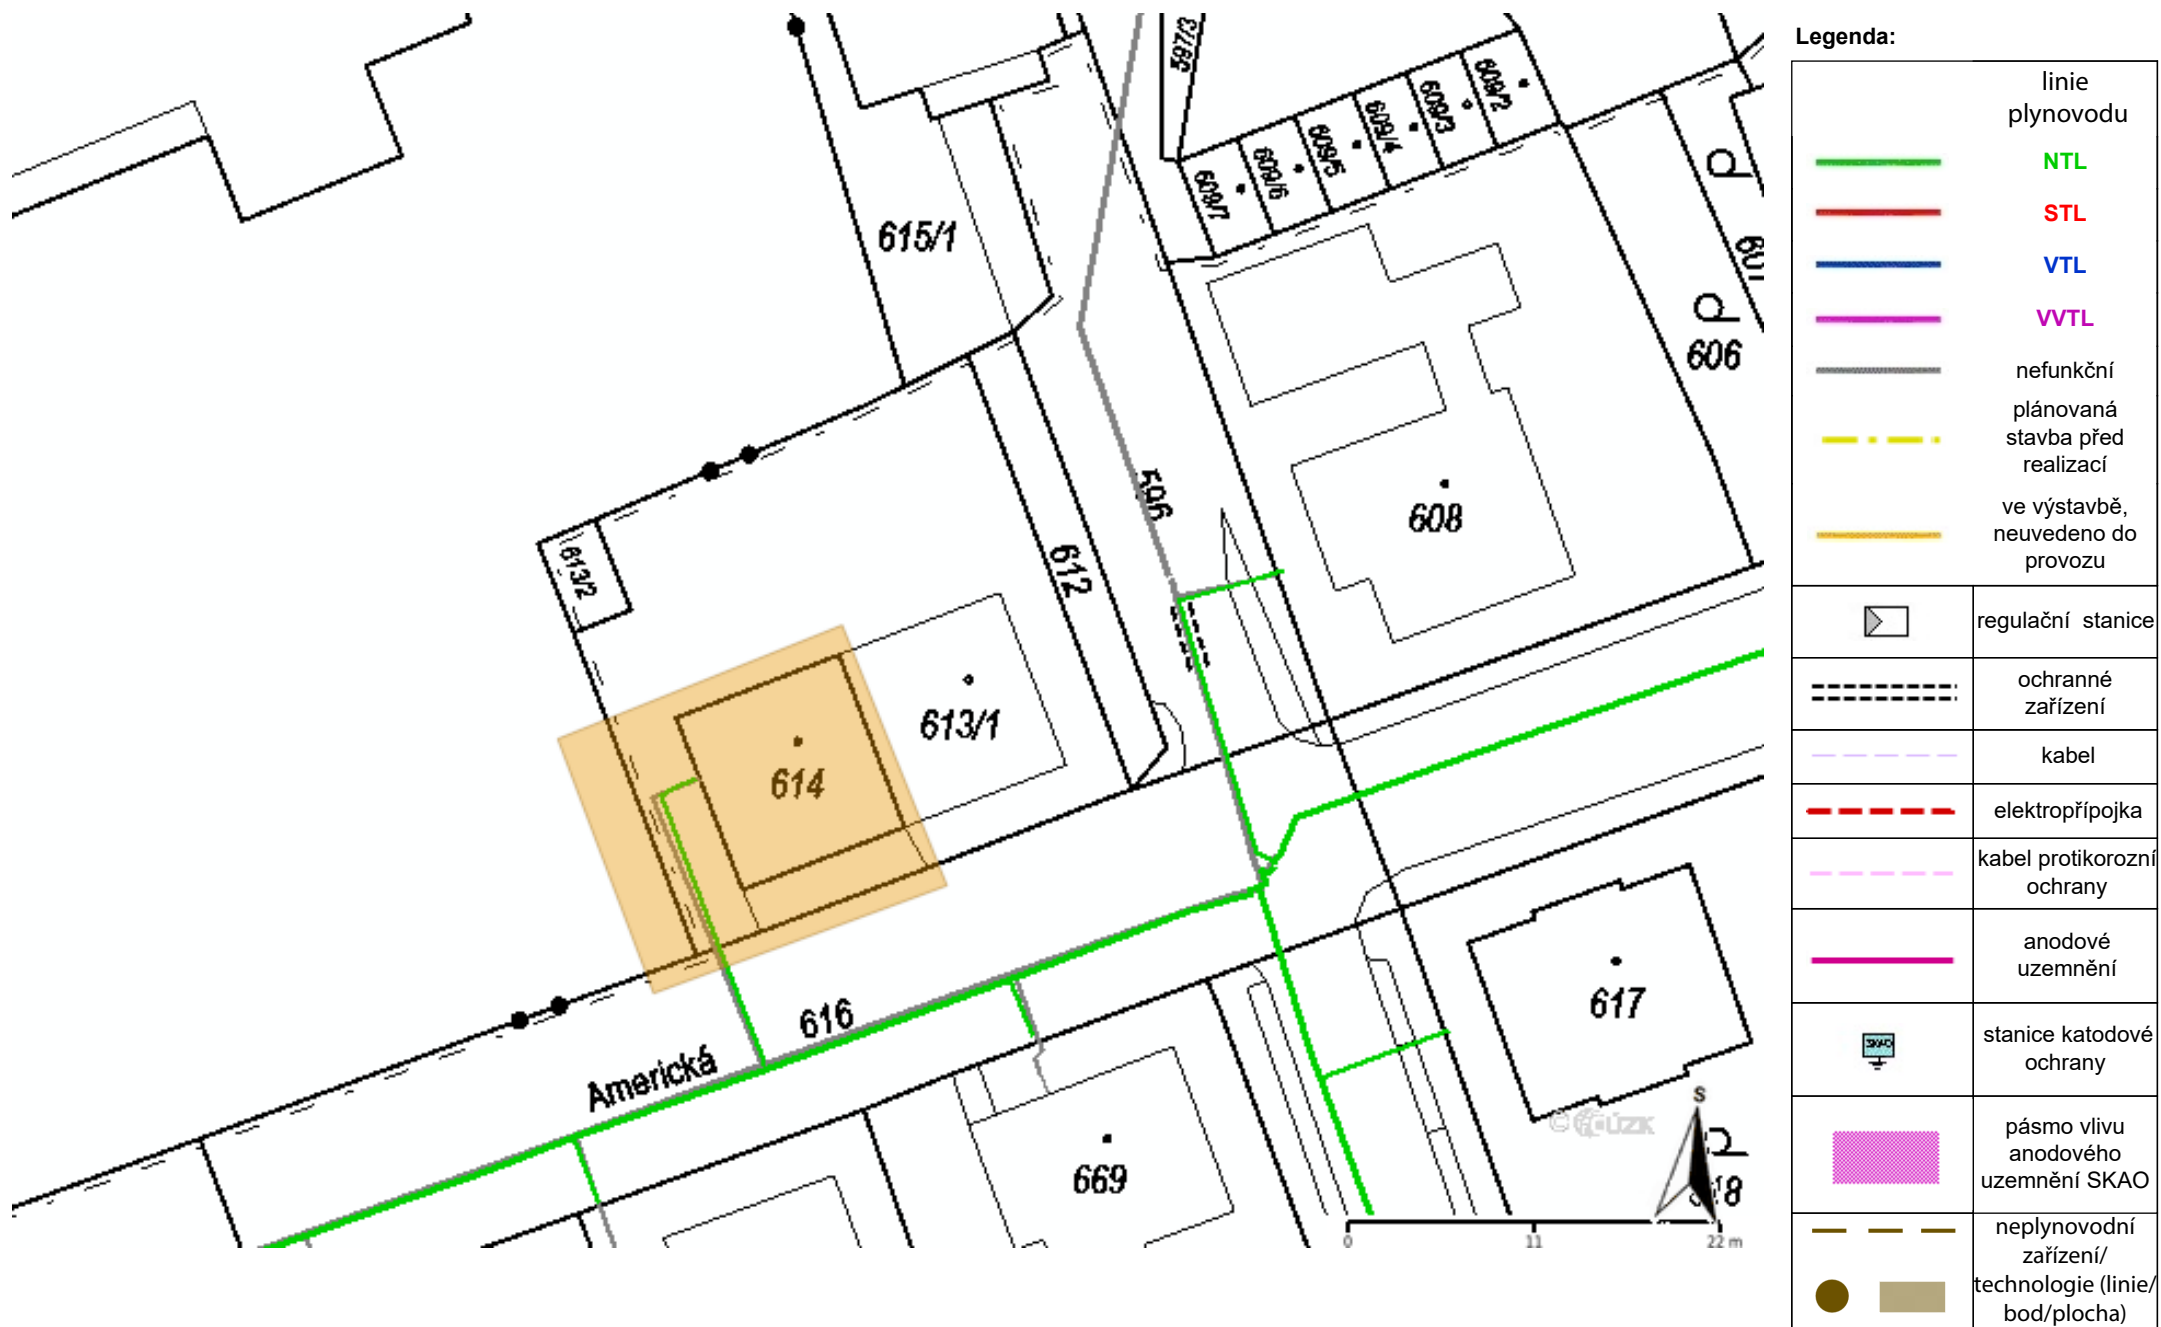 597/3
609/2
609/3
609/4
609/5
609/6
609/7
615/1
606
596
608
612
613/2
613/1
614
616
Americká
617
669
0
11
22 m
S
Legenda:
linie
plynovodu
NTL
STL
VTL
VVTL
nefunkční
plánovaná
stavba před
realizací
ve výstavbě,
neuvedeno do
provozu
regulační stanice
ochranné
zařízení
kabel
elektropřípojka
kabel protikorozní
ochrany
anodové
uzemnění
SKAO
stanice katodové
ochrany
pásmo vlivu
anodového
uzemnění SKAO
neplynovodní
zařízení/
technologie (linie/
bod/plocha)